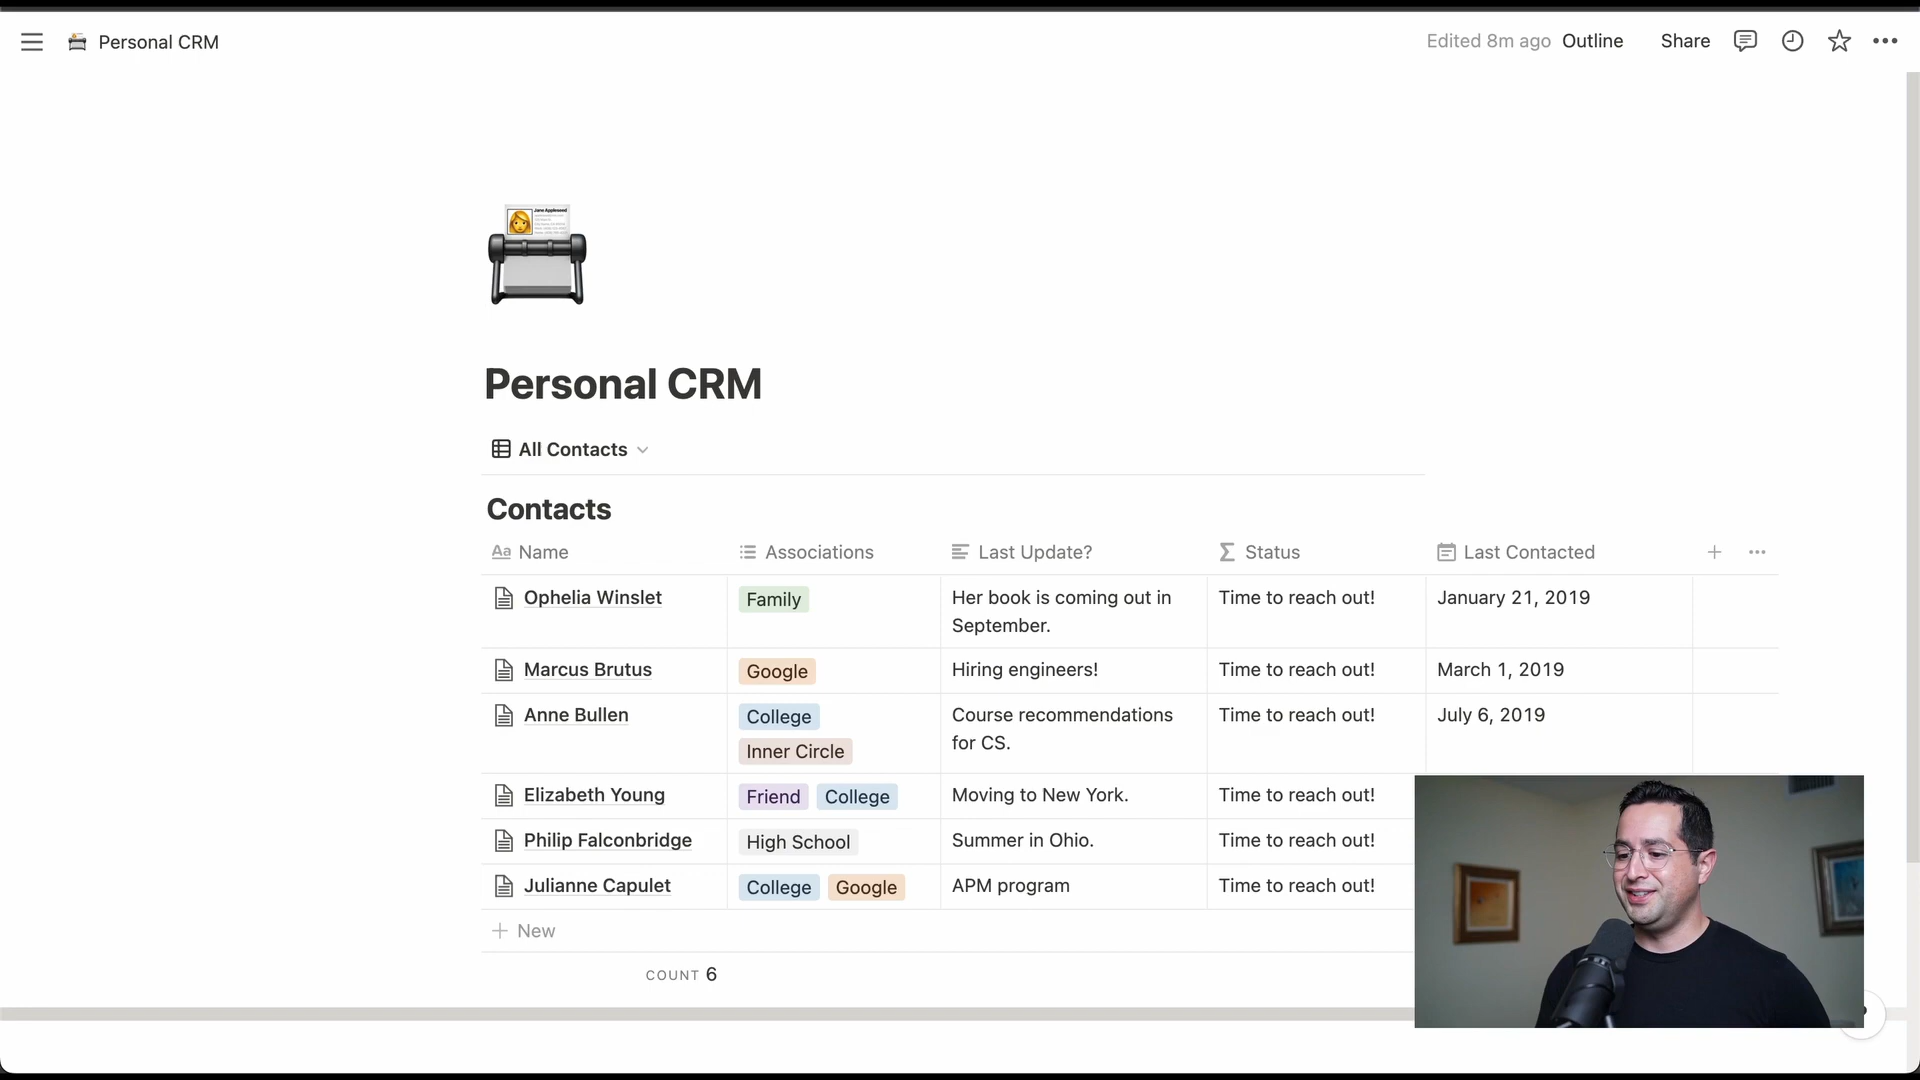 Personal CRM
Edited 8m ago Outline Share
Personal CRM
All Contacts
Contacts
Aa Name Associations Last Update? Status Last Contacted
Ophelia Winslet Family Her book is coming out in Time to reach out! January 21, 2019
September.
Marcus Brutus Google Hiring engineers! Time to reach out! March 1, 2019
Anne Bullen College Course recommendations Time to reach out! July 6, 2019
Inner Circle for CS.
Elizabeth Young Friend College Moving to New York. Time to reach out!
Philip Falconbridge High School Summer in Ohio. Time to reach out!
Julianne Capulet College Google APM program Time to reach out!
New
COUNT 6